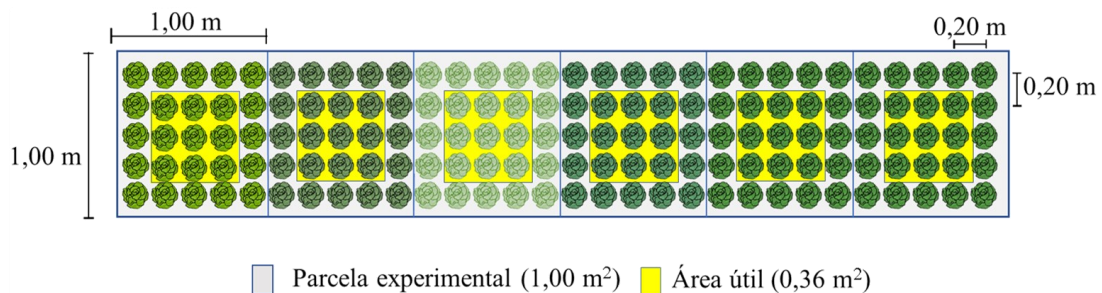 1,00 m
0,20 m
0,20 m
1,00 m
Parcela experimental (1,00 m²)
Área útil (0,36 m²)